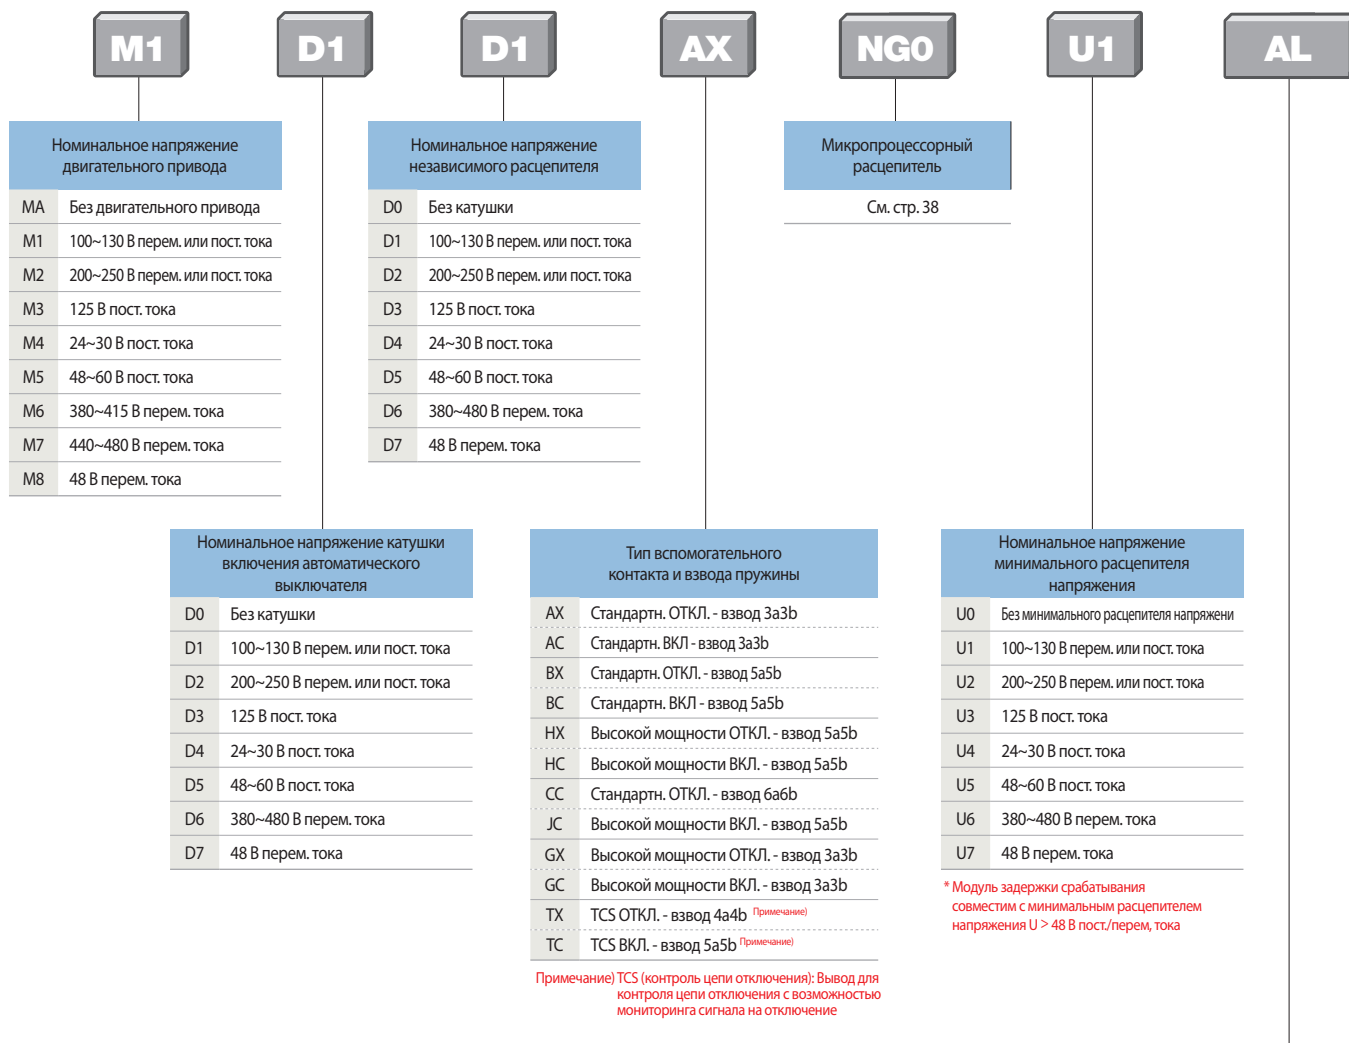 M1
D1
D1
AX
NG0
U1
AL
Номинальное напряжение
двигательного привода
MA Без двигательного привода
M1 100~130 В перем. или пост. тока
M2 200~250 В перем. или пост. тока
M3 125 В пост. тока
M4 24~30 В пост. тока
M5 48~60 В пост. тока
M6 380~415 В перем. тока
M7 440~480 В перем. тока
M8 48 В перем. тока
Номинальное напряжение
независимого расцепителя
D0 Без катушки
D1 100~130 В перем. или пост. тока
D2 200~250 В перем. или пост. тока
D3 125 В пост. тока
D4 24~30 В пост. тока
D5 48~60 В пост. тока
D6 380~480 В перем. тока
D7 48 В перем. тока
Микропроцессорный
расцепитель
См. стр. 38
Номинальное напряжение катушки
включения автоматического
выключателя
D0 Без катушки
D1 100~130 В перем. или пост. тока
D2 200~250 В перем. или пост. тока
D3 125 В пост. тока
D4 24~30 В пост. тока
D5 48~60 В пост. тока
D6 380~480 В перем. тока
D7 48 В перем. тока
Тип вспомогательного
контакта и взвода пружины
AX Стандартн. ОТКЛ. - взвод 3a3b
AC Стандартн. ВКЛ - взвод 3a3b
BX Стандартн. ОТКЛ. - взвод 5a5b
BC Стандартн. ВКЛ - взвод 5a5b
HX Высокой мощности ОТКЛ. - взвод 5a5b
HC Высокой мощности ВКЛ. - взвод 5a5b
CC Стандартн. ОТКЛ. - взвод 6a6b
JC Высокой мощности ВКЛ. - взвод 5a5b
GX Высокой мощности ОТКЛ. - взвод 3a3b
GC Высокой мощности ВКЛ. - взвод 3a3b
TX TCS ОТКЛ. - взвод 4a4b Примечание)
TC TCS ВКЛ. - взвод 5a5b Примечание)
Примечание) TCS (контроль цепи отключения): Вывод для
контроля цепи отключения с возможностью
мониторинга сигнала на отключение
Номинальное напряжение
минимального расцепителя
напряжения
U0 Без минимального расцепителя напряжени
U1 100~130 В перем. или пост. тока
U2 200~250 В перем. или пост. тока
U3 125 В пост. тока
U4 24~30 В пост. тока
U5 48~60 В пост. тока
U6 380~480 В перем. тока
U7 48 В перем. тока
* Модуль задержки срабатывания
совместим с минимальным расцепителем
напряжения U > 48 В пост./перем, тока